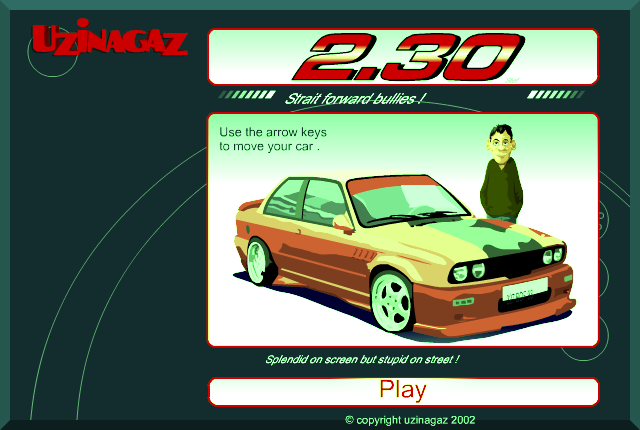 UZINAGAZ
2.30
Strait forward bullies !
Use the arrow keys
to move your car .
Splendid on screen but stupid on street !
Play
© copyright uzinagaz 2002